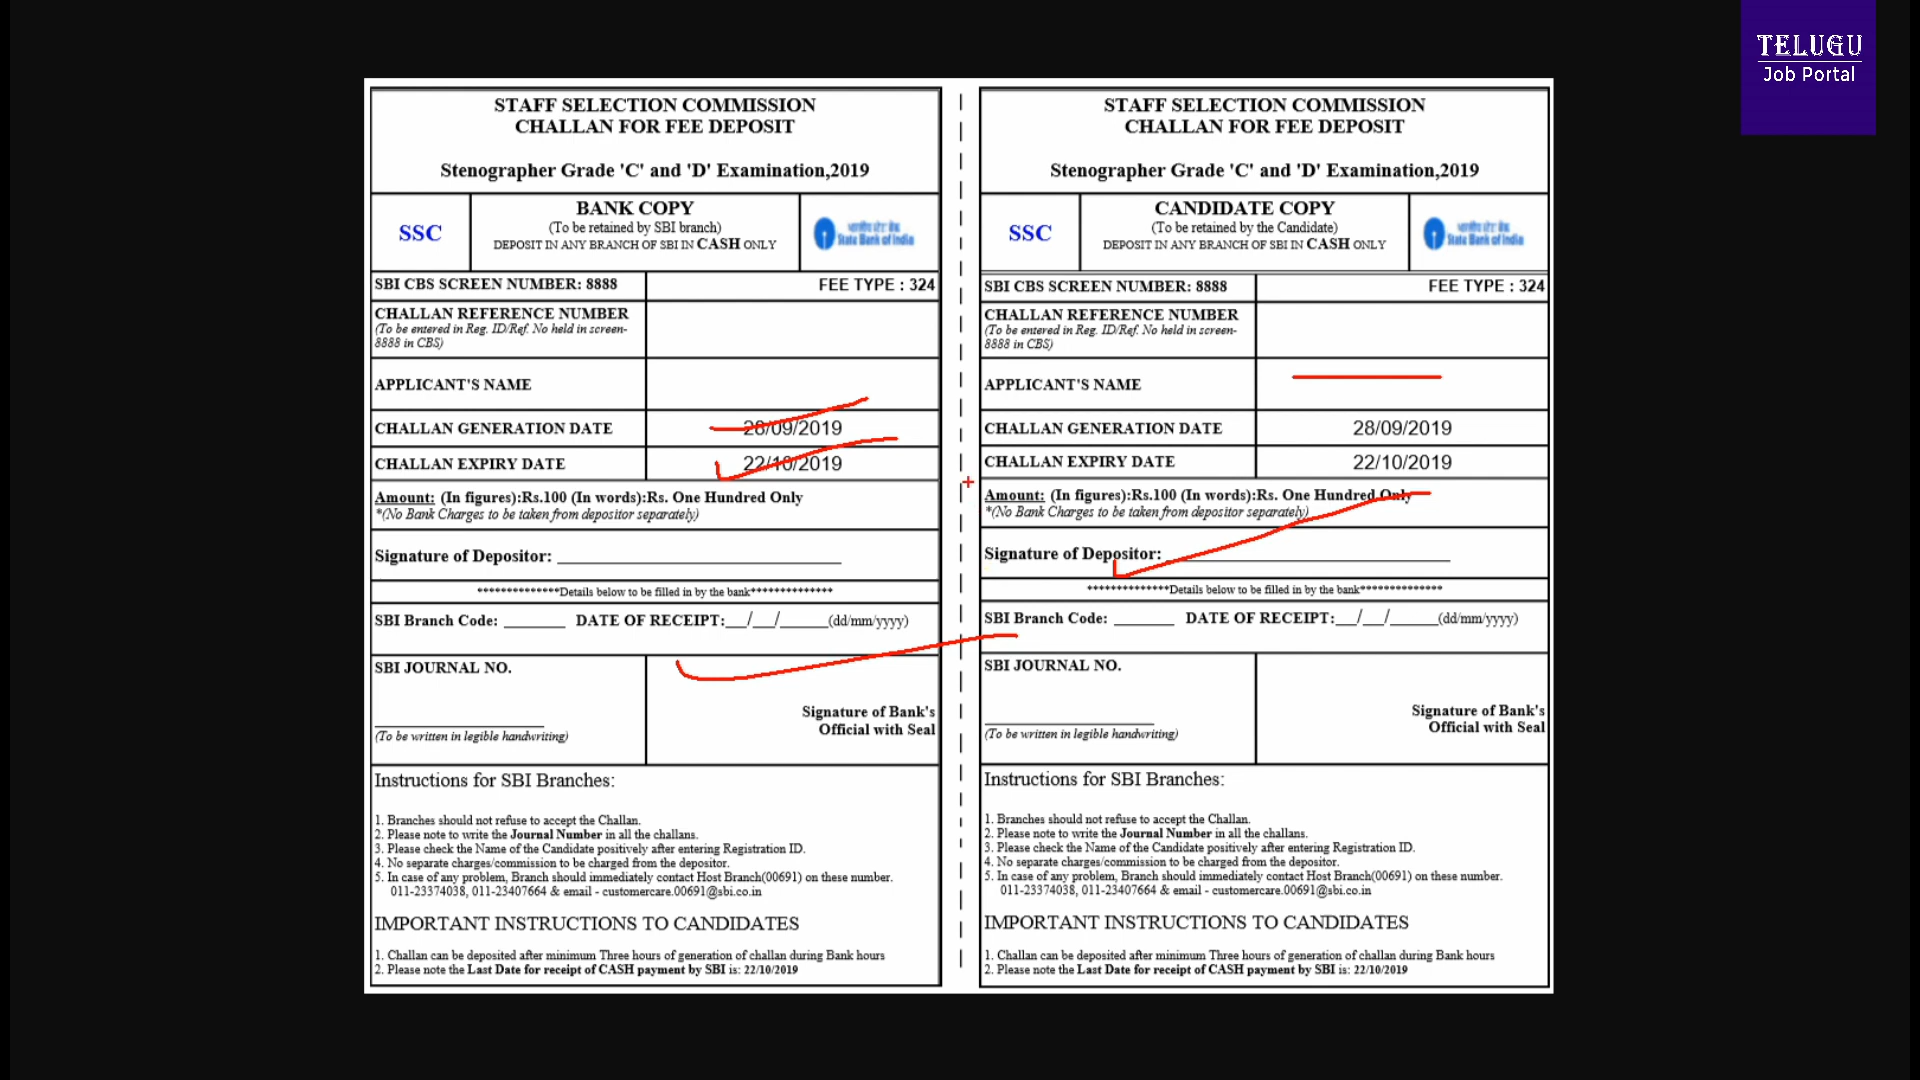 TELUGU
Job Portal
STAFF SELECTION COMMISSION
CHALLAN FOR FEE DEPOSIT
Stenographer Grade 'C' and 'D' Examination,2019
SSC
BANK COPY
(To be retained by SBI branch)
DEPOSIT IN ANY BRANCH OF SBI IN CASH ONLY
भारतीय स्टेट बैंक
State Bank of India
SBI CBS SCREEN NUMBER: 8888
FEE TYPE : 324
CHALLAN REFERENCE NUMBER
(To be entered in Reg. ID/Ref. No held in screen-
8888 in CBS)
APPLICANT'S NAME
CHALLAN GENERATION DATE
28/09/2019
CHALLAN EXPIRY DATE
22/10/2019
Amount: (In figures):Rs.100 (In words):Rs. One Hundred Only
*(No Bank Charges to be taken from depositor separately)
Signature of Depositor: ______________
**************Details below to be filled in by the bank**************
SBI Branch Code: _______ DATE OF RECEIPT:__/__/_____(dd/mm/yyyy)
SBI JOURNAL NO.
(To be written in legible handwriting)
Signature of Bank's
Official with Seal
Instructions for SBI Branches:
1. Branches should not refuse to accept the Challan.
2. Please note to write the Journal Number in all the challans.
3. Please check the Name of the Candidate positively after entering Registration ID.
4. No separate charges/commission to be charged from the depositor.
5. In case of any problem, Branch should immediately contact Host Branch(00691) on these number.
011-23374038, 011-23407664 & email - customercare.00691@sbi.co.in
IMPORTANT INSTRUCTIONS TO CANDIDATES
1. Challan can be deposited after minimum Three hours of generation of challan during Bank hours
2. Please note the Last Date for receipt of CASH payment by SBI is: 22/10/2019
STAFF SELECTION COMMISSION
CHALLAN FOR FEE DEPOSIT
Stenographer Grade 'C' and 'D' Examination,2019
SSC
CANDIDATE COPY
(To be retained by the Candidate)
DEPOSIT IN ANY BRANCH OF SBI IN CASH ONLY
भारतीय स्टेट बैंक
State Bank of India
SBI CBS SCREEN NUMBER: 8888
FEE TYPE : 324
CHALLAN REFERENCE NUMBER
(To be entered in Reg. ID/Ref. No held in screen-
8888 in CBS)
APPLICANT'S NAME
CHALLAN GENERATION DATE
28/09/2019
CHALLAN EXPIRY DATE
22/10/2019
Amount: (In figures):Rs.100 (In words):Rs. One Hundred Only
*(No Bank Charges to be taken from depositor separately)
Signature of Depositor: ______________
**************Details below to be filled in by the bank**************
SBI Branch Code: _______ DATE OF RECEIPT:__/__/_____(dd/mm/yyyy)
SBI JOURNAL NO.
(To be written in legible handwriting)
Signature of Bank's
Official with Seal
Instructions for SBI Branches:
1. Branches should not refuse to accept the Challan.
2. Please note to write the Journal Number in all the challans.
3. Please check the Name of the Candidate positively after entering Registration ID.
4. No separate charges/commission to be charged from the depositor.
5. In case of any problem, Branch should immediately contact Host Branch(00691) on these number.
011-23374038, 011-23407664 & email - customercare.00691@sbi.co.in
IMPORTANT INSTRUCTIONS TO CANDIDATES
1. Challan can be deposited after minimum Three hours of generation of challan during Bank hours
2. Please note the Last Date for receipt of CASH payment by SBI is: 22/10/2019